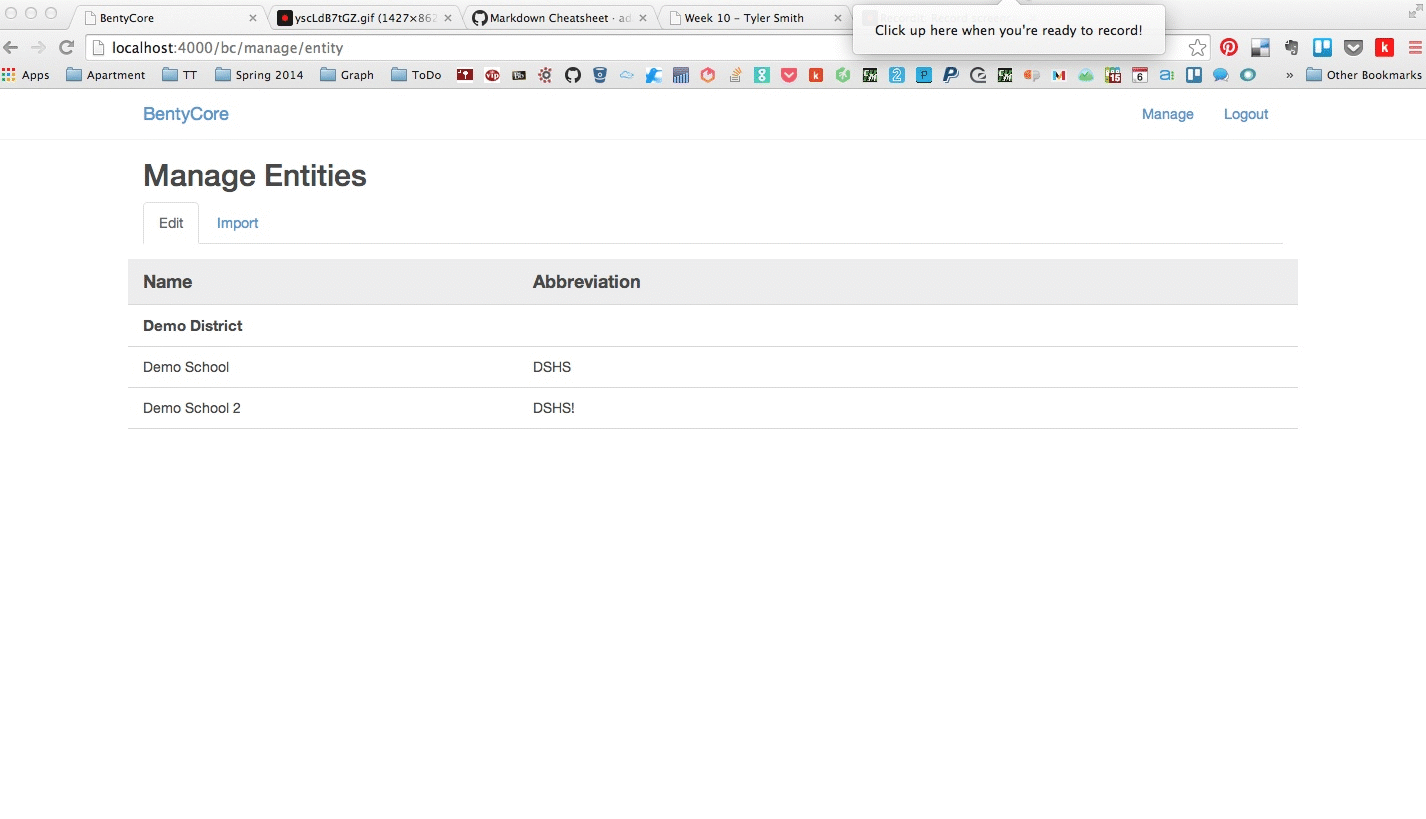 BentyCore
yscLdB7tGZ.gif (1427×862
Markdown Cheatsheet · ad
Week 10 – Tyler Smith
Click up here when you're ready to record!
localhost:4000/bc/manage/entity
Apps
Apartment
TT
Spring 2014
Graph
ToDo
Other Bookmarks
BentyCore
Manage
Logout
Manage Entities
Edit
Import
Name Abbreviation
Demo District
Demo School DSHS
Demo School 2 DSHS!